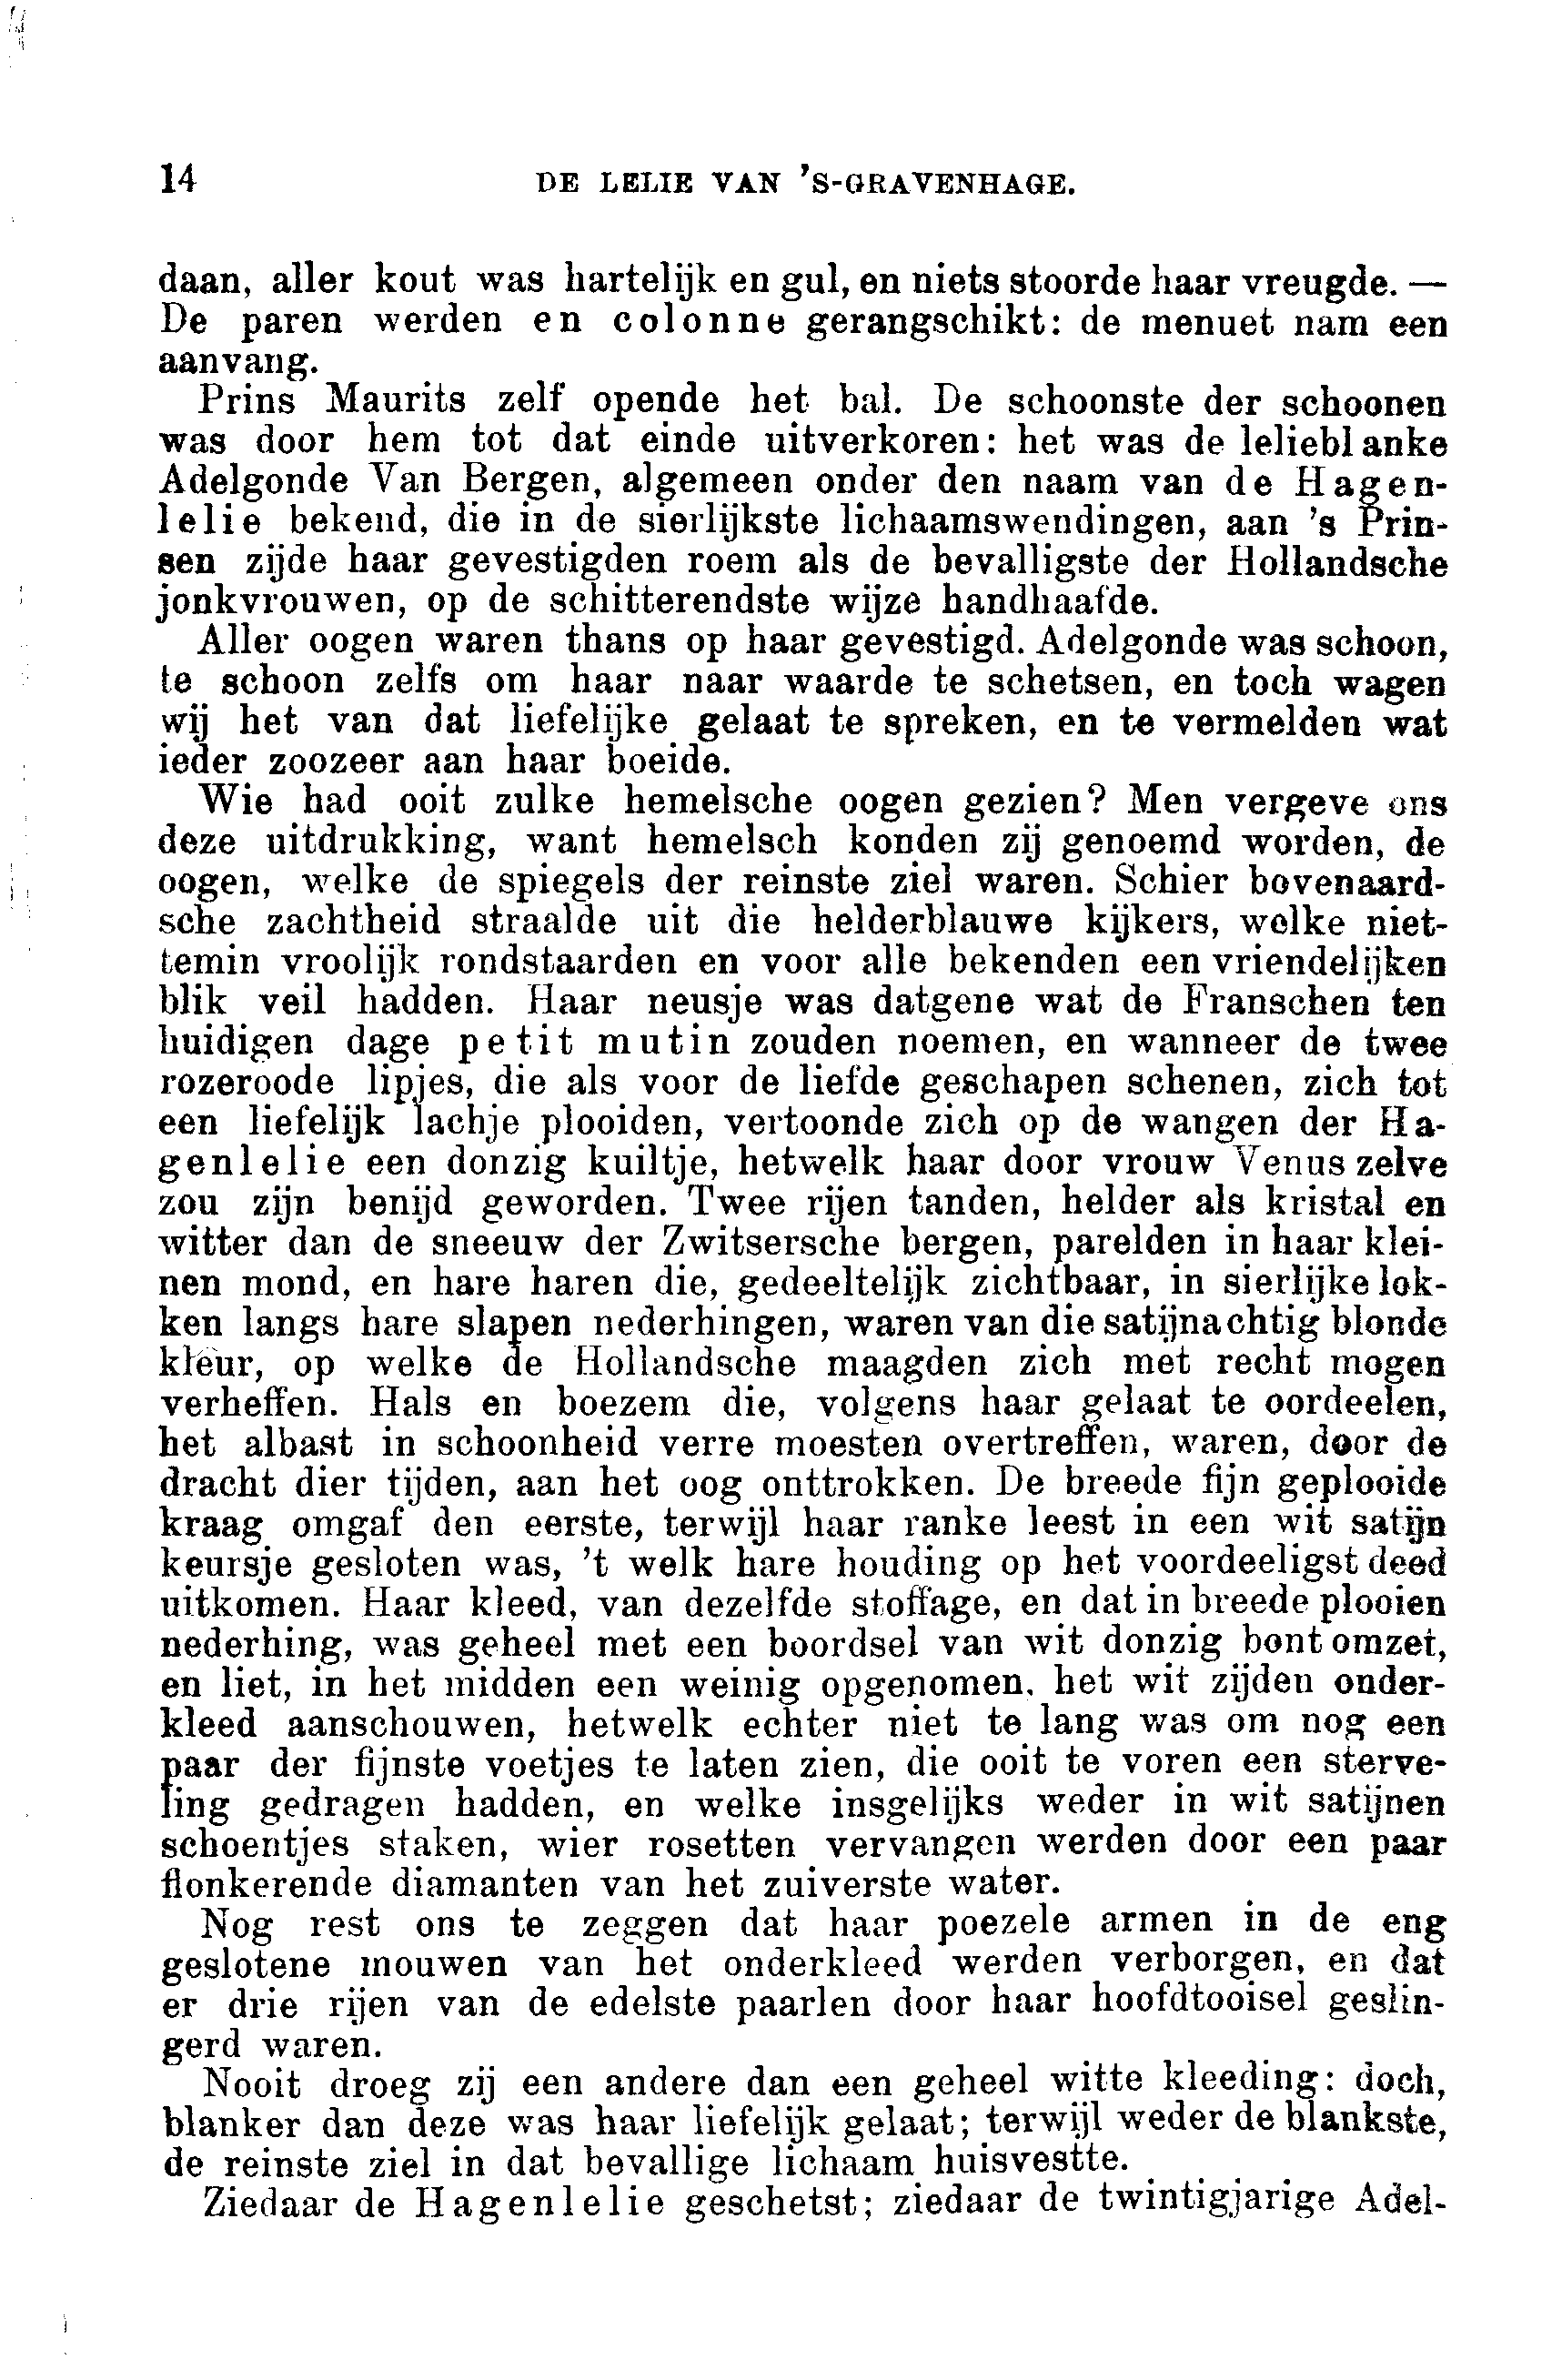 14 DE LELIE VAN 'S-GRAVENHAGE.
daan, aller kout was hartelijk en gul, en niets stoorde haar vreugde. —
De paren werden en colonne gerangschikt: de menuet nam een
aanvang.
Prins Maurits zelf opende het bal. De schoonste der schoonen
was door hem tot dat einde uitverkoren: het was de lelieblanke
Adelgonde Van Bergen, algemeen onder den naam van de Hagen-
lelie bekend, die in de sierlijkste lichaamswendingen, aan 's Prin-
sen zijde haar gevestigden roem als de bevalligste der Hollandsche
jonkvrouwen, op de schitterendste wijze handhaafde.
Aller oogen waren thans op haar gevestigd. Adelgonde was schoon,
te schoon zelfs om haar naar waarde te schetsen, en toch wagen
wij het van dat liefelijke gelaat te spreken, en te vermelden wat
ieder zoozeer aan haar boeide.
Wie had ooit zulke hemelsche oogen gezien? Men vergeve ons
deze uitdrukking, want hemelsch konden zij genoemd worden, de
oogen, welke de spiegels der reinste ziel waren. Schier bovenaard-
sche zachtheid straalde uit die helderblauwe kijkers, welke niet-
temin vroolijk rondstaarden en voor alle bekenden een vriendelijken
blik veil hadden. Haar neusje was datgene wat de Franschen ten
huidigen dage petit mutin zouden noemen, en wanneer de twee
rozeroode lipjes, die als voor de liefde geschapen schenen, zich tot
een liefelijk lachje plooiden, vertoonde zich op de wangen der Ha-
genlelie een donzig kuiltje, hetwelk haar door vrouw Venus zelve
zou zijn benijd geworden. Twee rijen tanden, helder als kristal en
witter dan de sneeuw der Zwitsersche bergen, parelden in haar klei-
nen mond, en hare haren die, gedeeltelijk zichtbaar, in sierlijke lok-
ken langs hare slapen nederhingen, waren van die satijnachtig blonde
kleur, op welke de Hollandsche maagden zich met recht mogen
verheffen. Hals en boezem die, volgens haar gelaat te oordeelen,
het albast in schoonheid verre moesten overtreffen, waren, door de
dracht dier tijden, aan het oog onttrokken. De breede fijn geplooide
kraag omgaf den eerste, terwijl haar ranke leest in een wit satijn
keursje gesloten was, 't welk hare houding op het voordeeligst deed
uitkomen. Haar kleed, van dezelfde stoffage, en dat in breede plooien
nederhing, was geheel met een boordsel van wit donzig bont omzet,
en liet, in het midden een weinig opgenomen, het wit zijden onder-
kleed aanschouwen, hetwelk echter niet te lang was om nog een
paar der fijnste voetjes te laten zien, die ooit te voren een sterve-
ling gedragen hadden, en welke insgelijks weder in wit satijnen
schoentjes staken, wier rosetten vervangen werden door een paar
flonkerende diamanten van het zuiverste water.
Nog rest ons te zeggen dat haar poezele armen in de eng
geslotene mouwen van het onderkleed werden verborgen, en dat
er drie rijen van de edelste paarlen door haar hoofdtooisel geslin-
gerd waren.
Nooit droeg zij een andere dan een geheel witte kleeding: doch,
blanker dan deze was haar liefelijk gelaat; terwijl weder de blankste,
de reinste ziel in dat bevallige lichaam huisvestte.
Ziedaar de Hagenlelie geschetst; ziedaar de twintigjarige Adel-